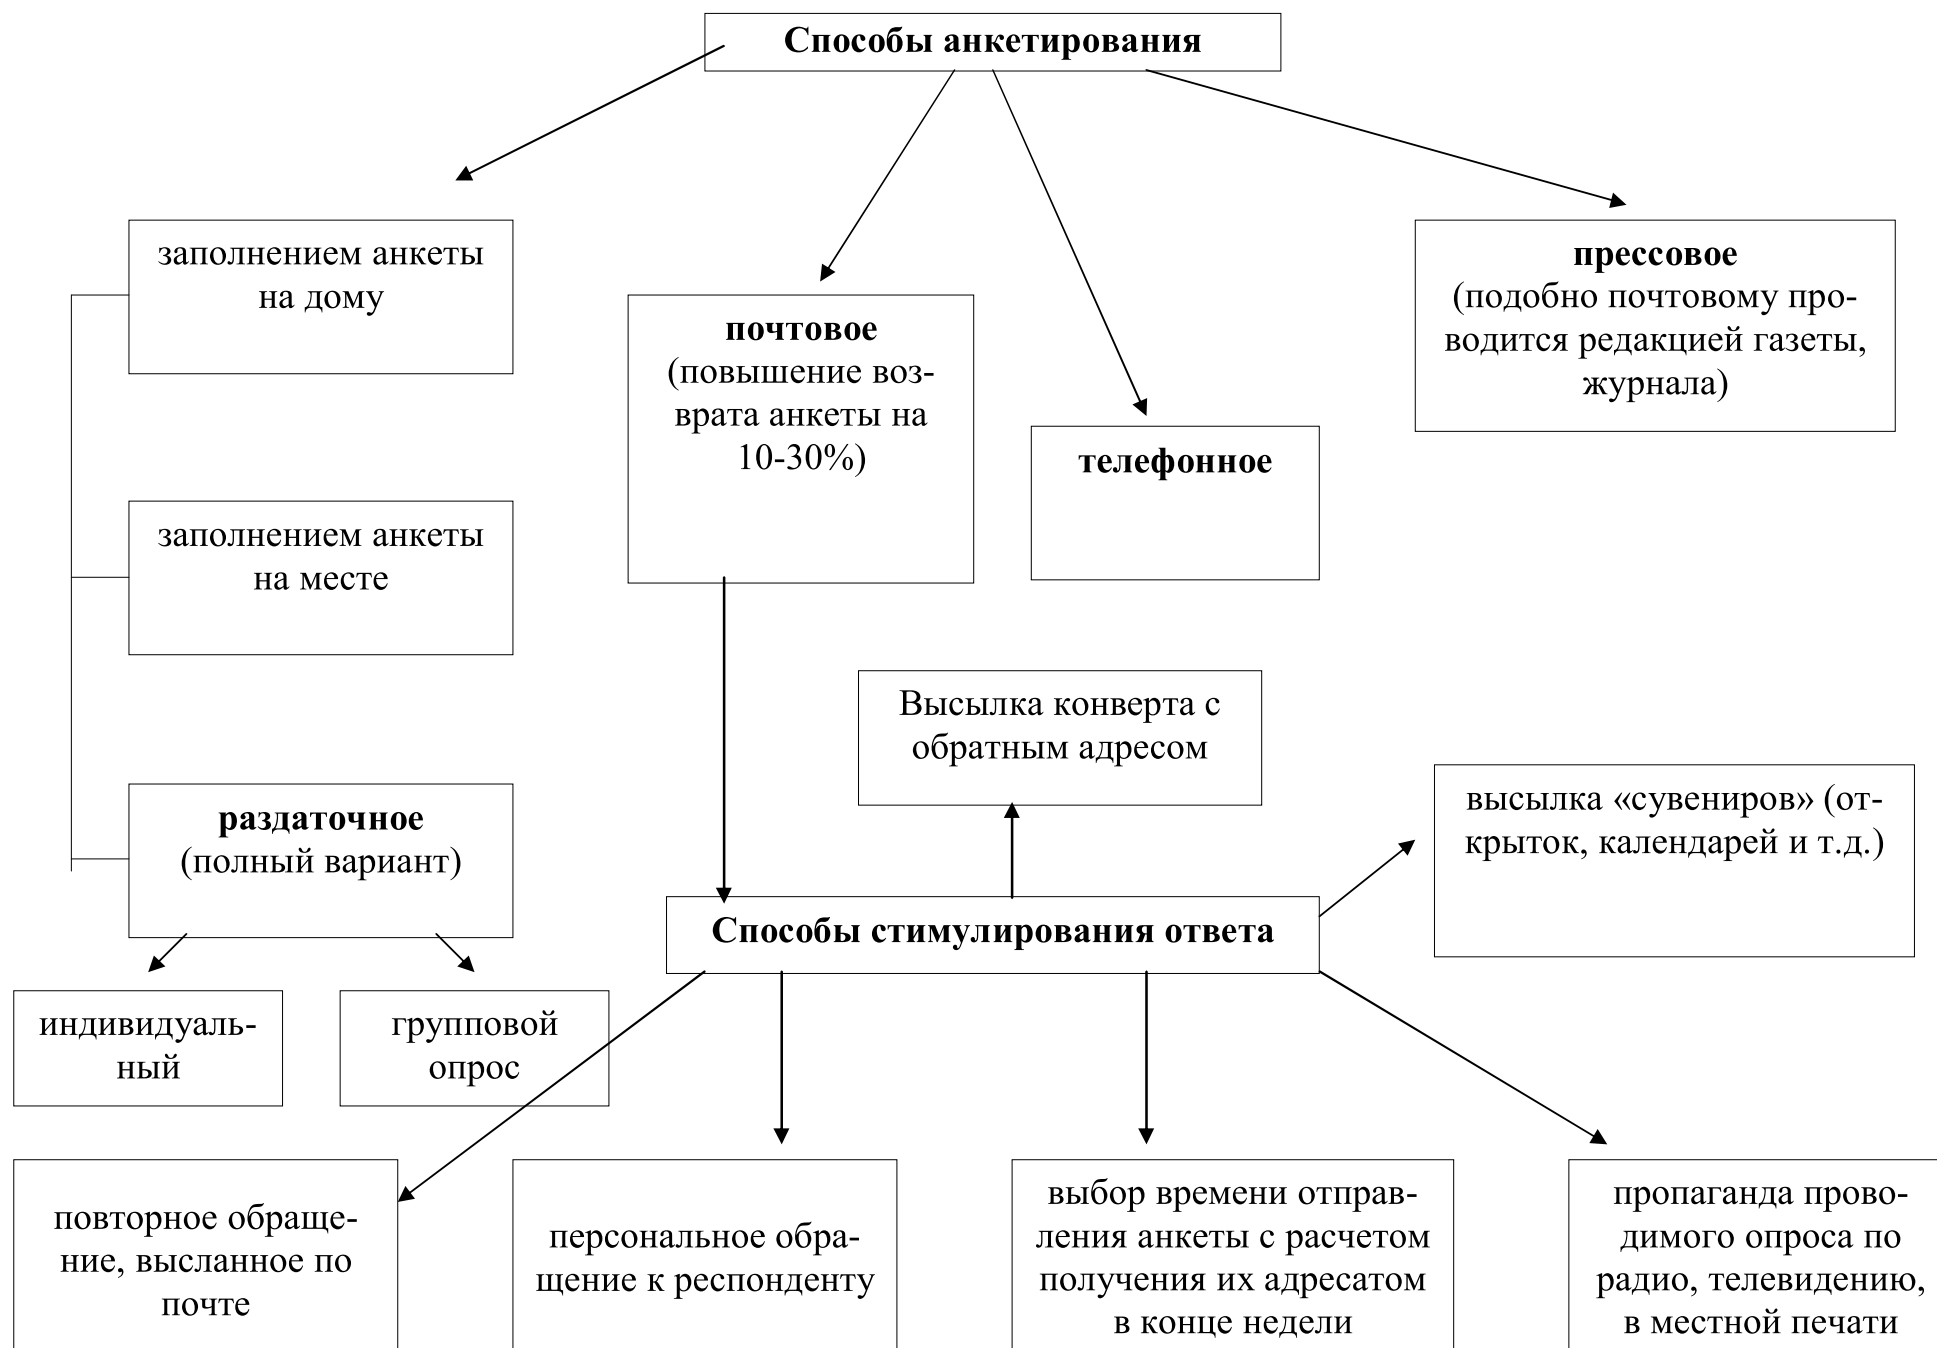 Способы анкетирования
заполнением анкеты
на дому
почтовое
(повышение воз-
врата анкеты на
10-30%)
телефонное
прессовое
(подобно почтовому про-
водится редакцией газеты,
журнала)
заполнением анкеты
на месте
раздаточное
(полный вариант)
индивидуаль-
ный
групповой
опрос
Высылка конверта с
обратным адресом
высылка «сувениров» (от-
крыток, календарей и т.д.)
Способы стимулирования ответа
повторное обраще-
ние, высланное по
почте
персональное обра-
щение к респонденту
выбор времени отправ-
ления анкеты с расчетом
получения их адресатом
в конце недели
пропаганда прово-
димого опроса по
радио, телевидению,
в местной печати